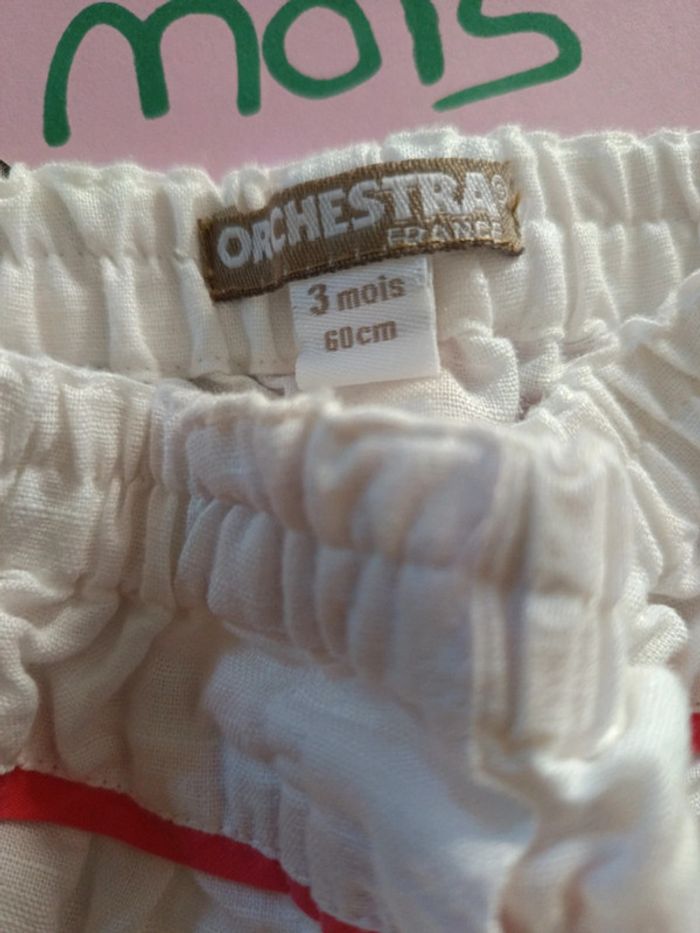 mois
ORCHESTRA®
FRANCE
3 mois
60cm